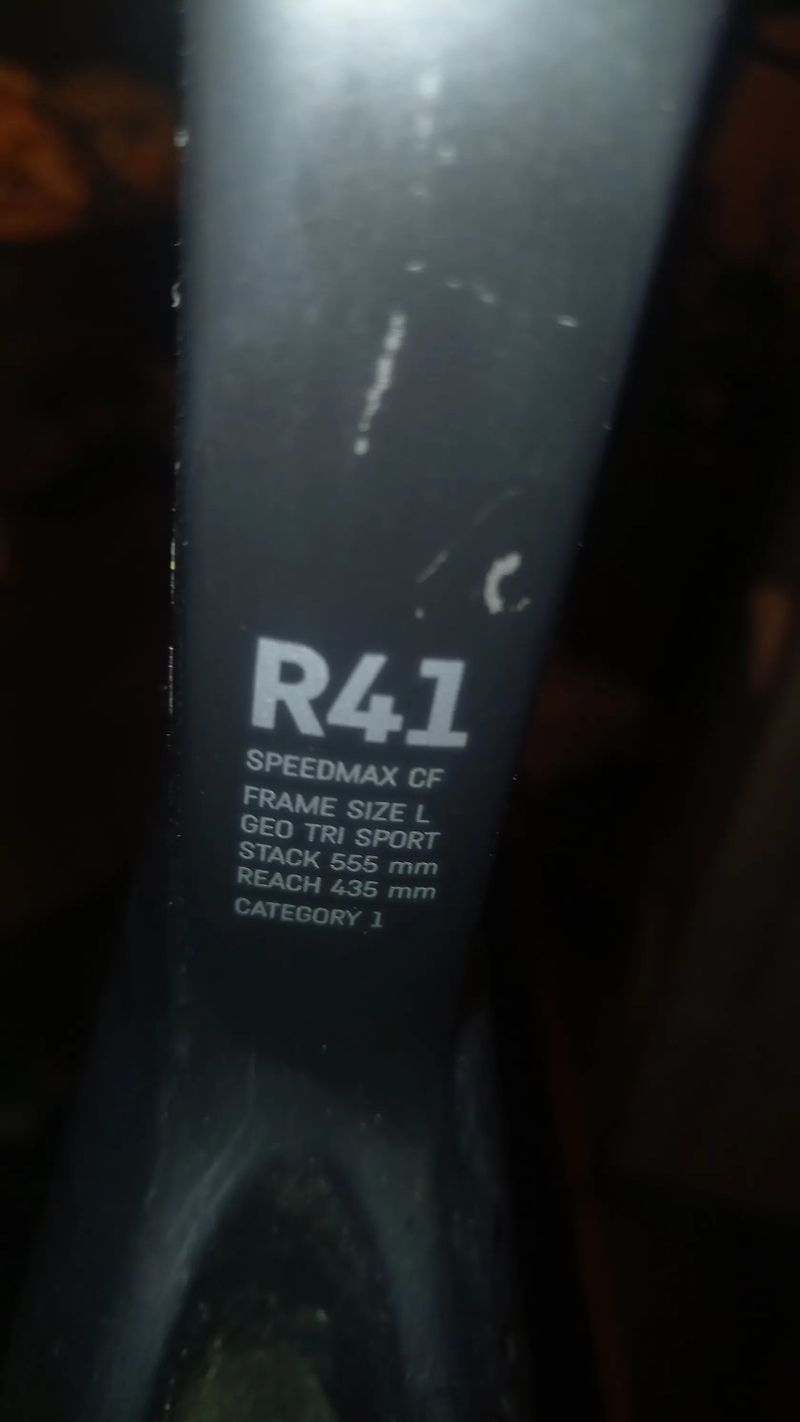 R41
SPEEDMAX CF
FRAME SIZE L
GEO TRI SPORT
STACK 555 mm
REACH 435 mm
CATEGORY 1